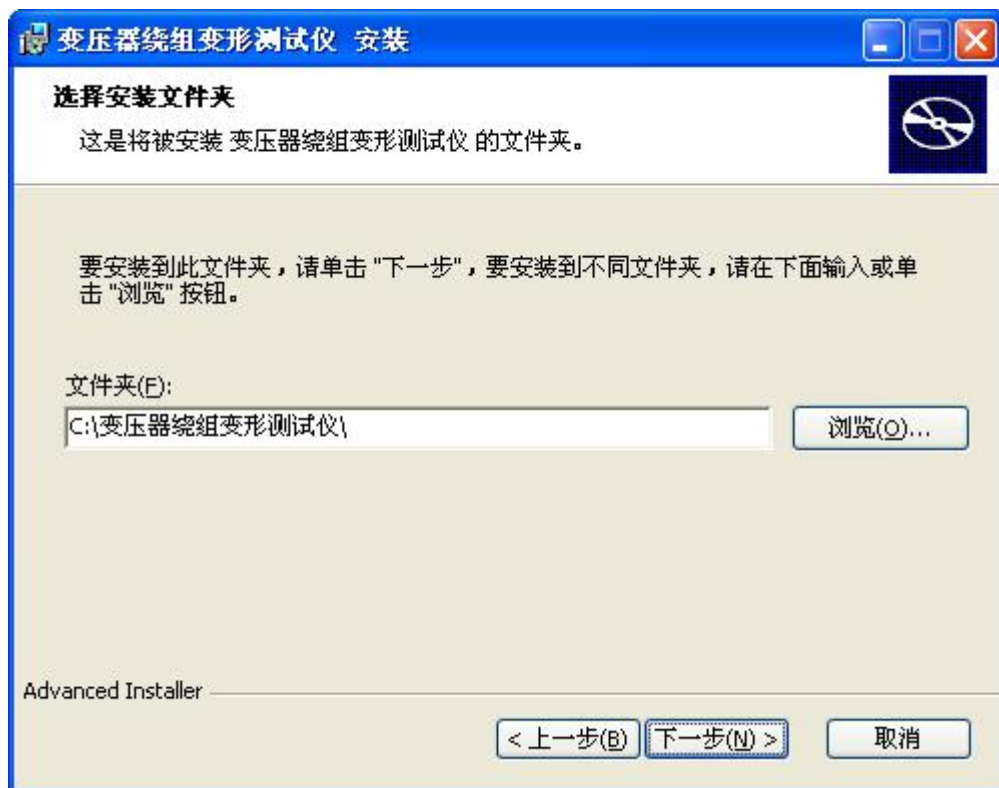 变压器绕组变形测试仪 安装
选择安装文件夹
这是将被安装 变压器绕组变形测试仪 的文件夹。
要安装到此文件夹，请单击 "下一步"，要安装到不同文件夹，请在下面输入或单
击 "浏览" 按钮。
文件夹(F):
C:\变压器绕组变形测试仪\
浏览(O)...
Advanced Installer
< 上一步(B)
下一步(N) >
取消